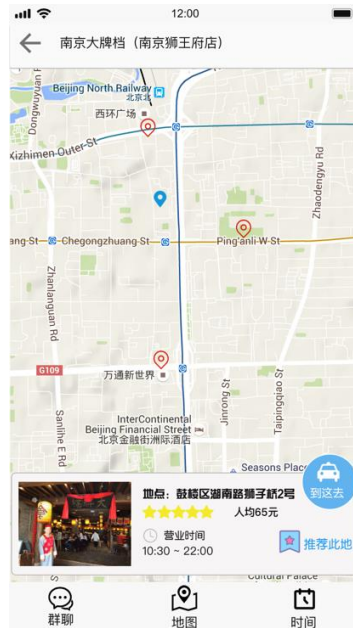 12:00
南京大牌档（南京狮王府店）
Dongwuyuan
Beijing North Railway
北京北
西环广场
Xizhimen Outer St
Zhaodengyu Rd
ang St
Chegongzhuang St
Ping'anli W St
Zhanlanguan Rd
G109
万通新世界
Sanlihe E Rd
InterContinental
Beijing Financial Street
北京金融街洲际酒店
Jinrong St
Taipingqiao St
Seasons Place
到这去
地点：鼓楼区湖南路狮子桥2号
人均65元
营业时间
10:30 ~ 22:00
推荐此地
Cultural Palace
群聊
地图
时间